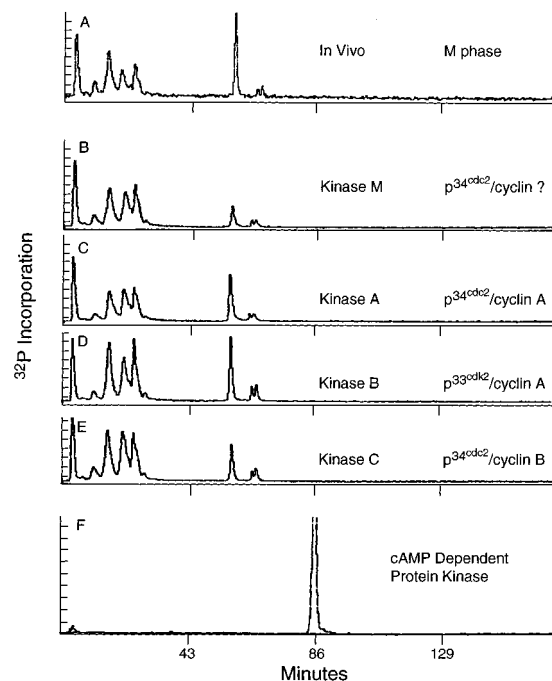 A
In Vivo
M phase
B
Kinase M
p34cdc2/cyclin ?
C
Kinase A
p34cdc2/cyclin A
D
Kinase B
p33cdk2/cyclin A
E
Kinase C
p34cdc2/cyclin B
F
cAMP Dependent
Protein Kinase
32P Incorporation
43
86
129
Minutes